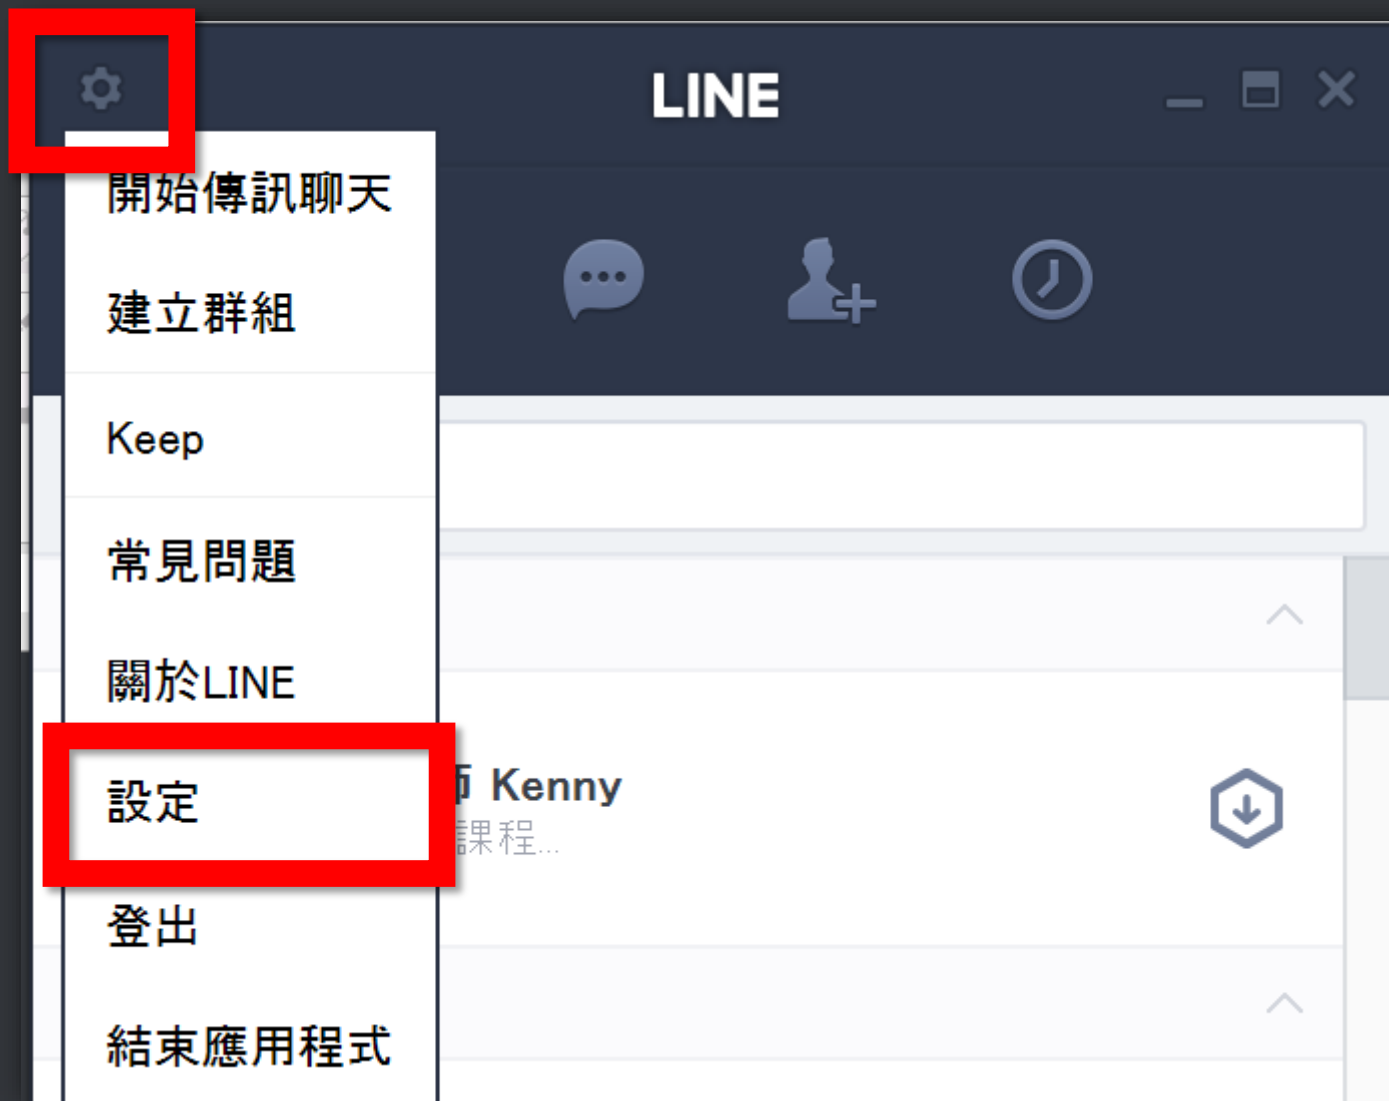 LINE
開始傳訊聊天
建立群組
Keep
常見問題
關於LINE
設定
Kenny
課程...
登出
結束應用程式